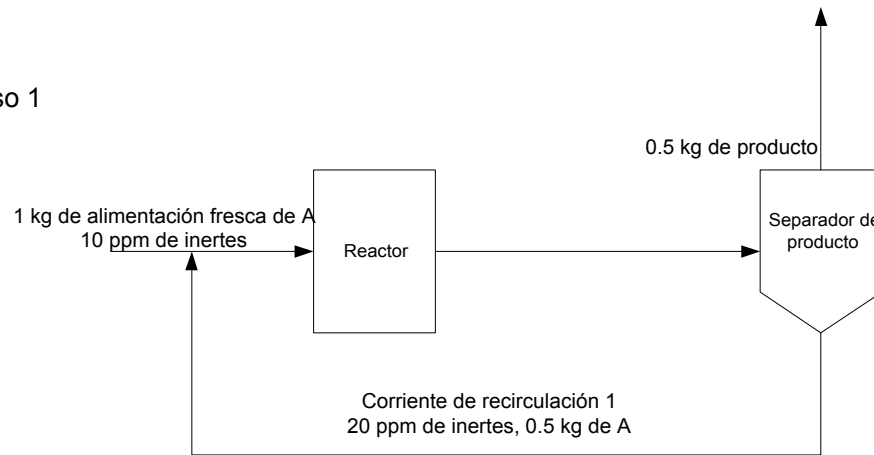 so 1
0.5 kg de producto
1 kg de alimentación fresca de A
10 ppm de inertes
Reactor
Separador de
producto
Corriente de recirculación 1
20 ppm de inertes, 0.5 kg de A